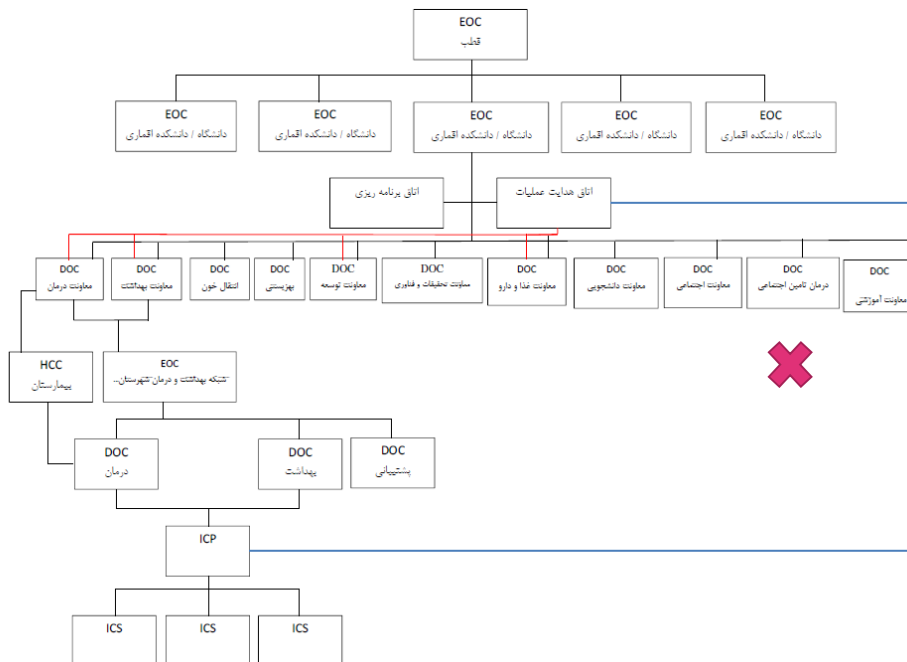 EOC
قطب
EOC
دانشگاه / دانشکده اقماری
EOC
دانشگاه / دانشکده اقماری
EOC
دانشگاه / دانشکده اقماری
EOC
دانشگاه / دانشکده اقماری
EOC
دانشگاه / دانشکده اقماری
اتاق هدایت عملیات
اتاق برنامه ریزی
DOC
معاونت آموزشی
DOC
درمان تامین اجتماعی
DOC
معاونت اجتماعی
DOC
معاونت دانشجویی
DOC
معاونت غذا و دارو
DOC
معاونت تحقیقات و فناوری
DOC
معاونت توسعه
DOC
بهزیستی
DOC
انتقال خون
DOC
معاونت بهداشت
DOC
معاونت درمان
EOC
شبکه بهداشت و درمان شهرستان...
HCC
بیمارستان
DOC
پشتیبانی
DOC
بهداشت
DOC
درمان
ICP
ICS
ICS
ICS